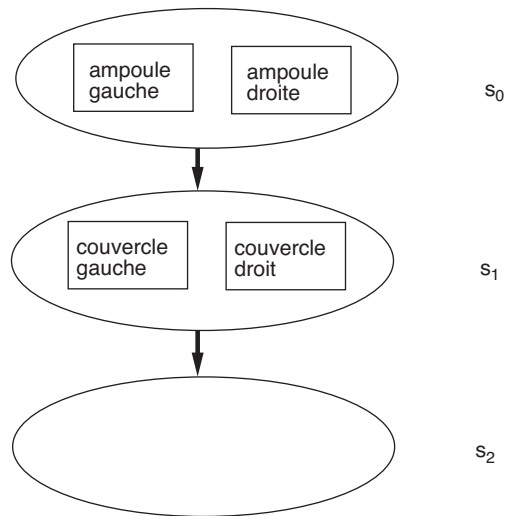 ampoule
gauche
ampoule
droite
s0
couvercle
gauche
couvercle
droit
s1
s2